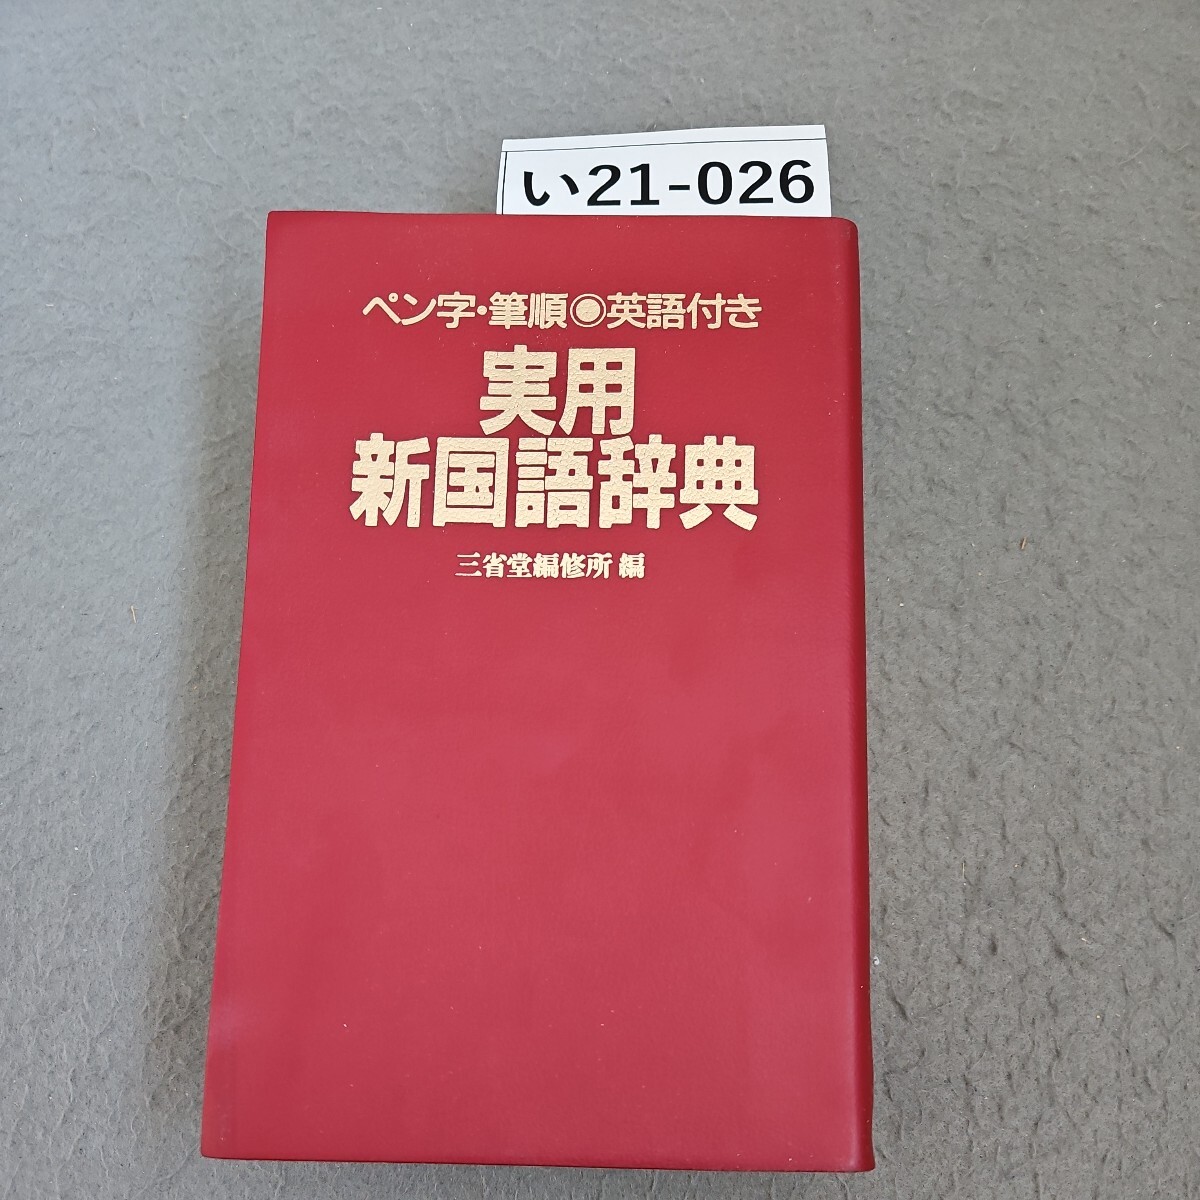 い21-026
ペン字・筆順◉英語付き
実用
新国語辞典
三省堂編修所 編